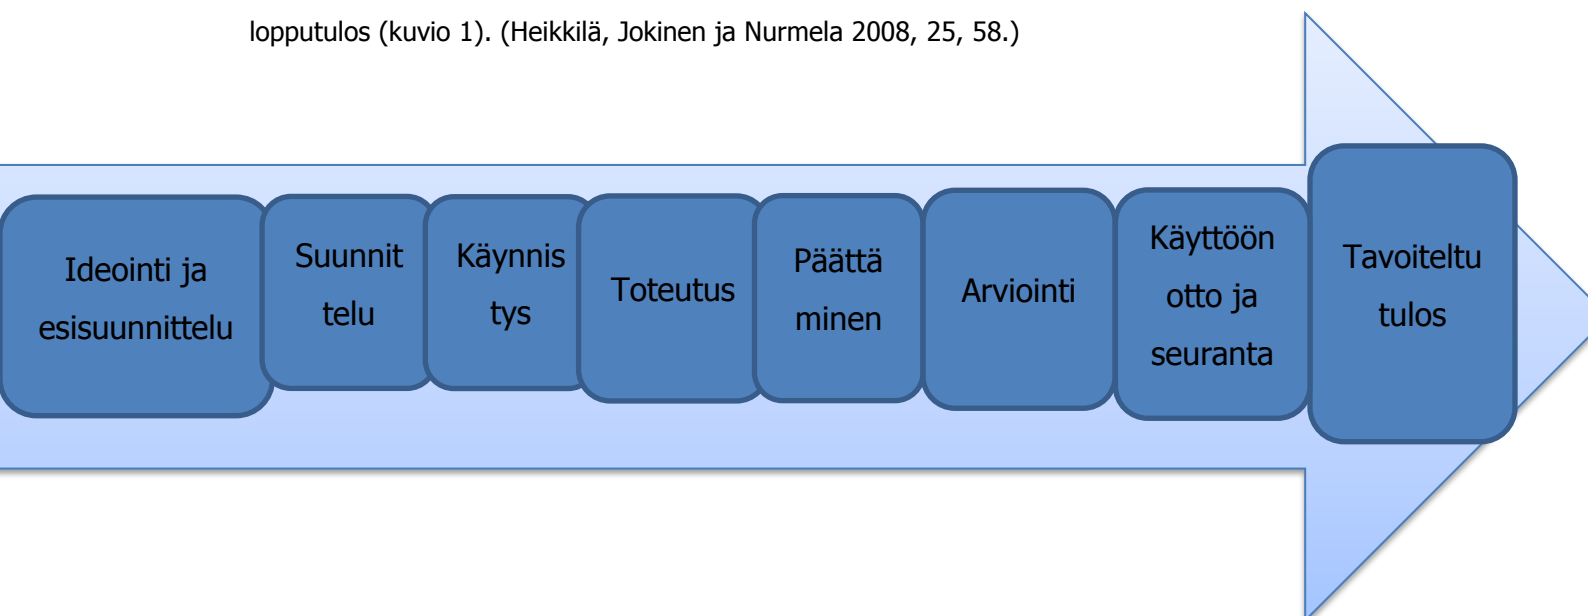 lopputulos (kuvio 1). (Heikkilä, Jokinen ja Nurmela 2008, 25, 58.)
Ideointi ja
esisuunnittelu
Suunnit
telu
Käynnis
tys
Toteutus
Päättä
minen
Arviointi
Käyttöön
otto ja
seuranta
Tavoiteltu
tulos